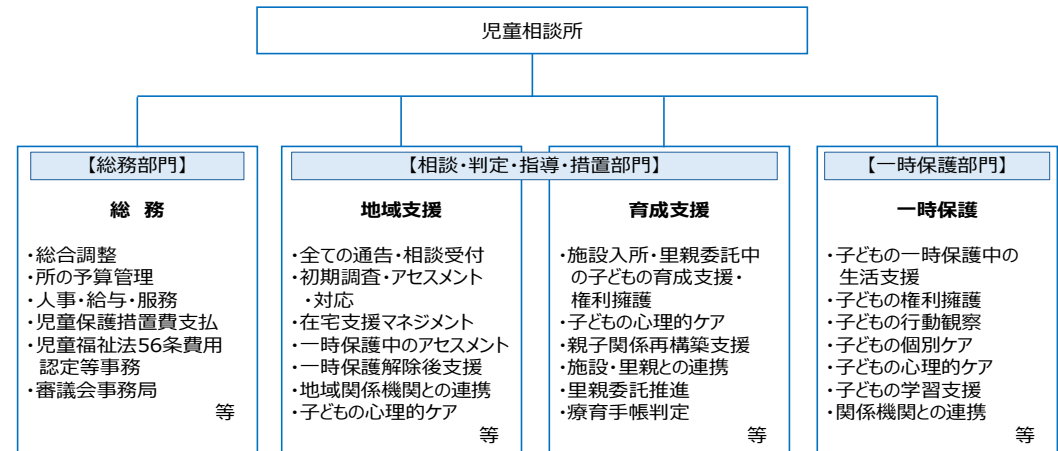 児童相談所
【総務部門】
総 務
・総合調整
・所の予算管理
・人事・給与・服務
・児童保護措置費支払
・児童福祉法56条費用
認定等事務
・審議会事務局
等
【相談・判定・指導・措置部門】
地域支援
・全ての通告・相談受付
・初期調査・アセスメント
・対応
・在宅支援マネジメント
・一時保護中のアセスメント
・一時保護解除後支援
・地域関係機関との連携
・子どもの心理的ケア
等
育成支援
・施設入所・里親委託中
の子どもの育成支援・
権利擁護
・子どもの心理的ケア
・親子関係再構築支援
・施設・里親との連携
・里親委託推進
・療育手帳判定
等
【一時保護部門】
一時保護
・子どもの一時保護中の
生活支援
・子どもの権利擁護
・子どもの行動観察
・子どもの個別ケア
・子どもの心理的ケア
・子どもの学習支援
・関係機関との連携
等